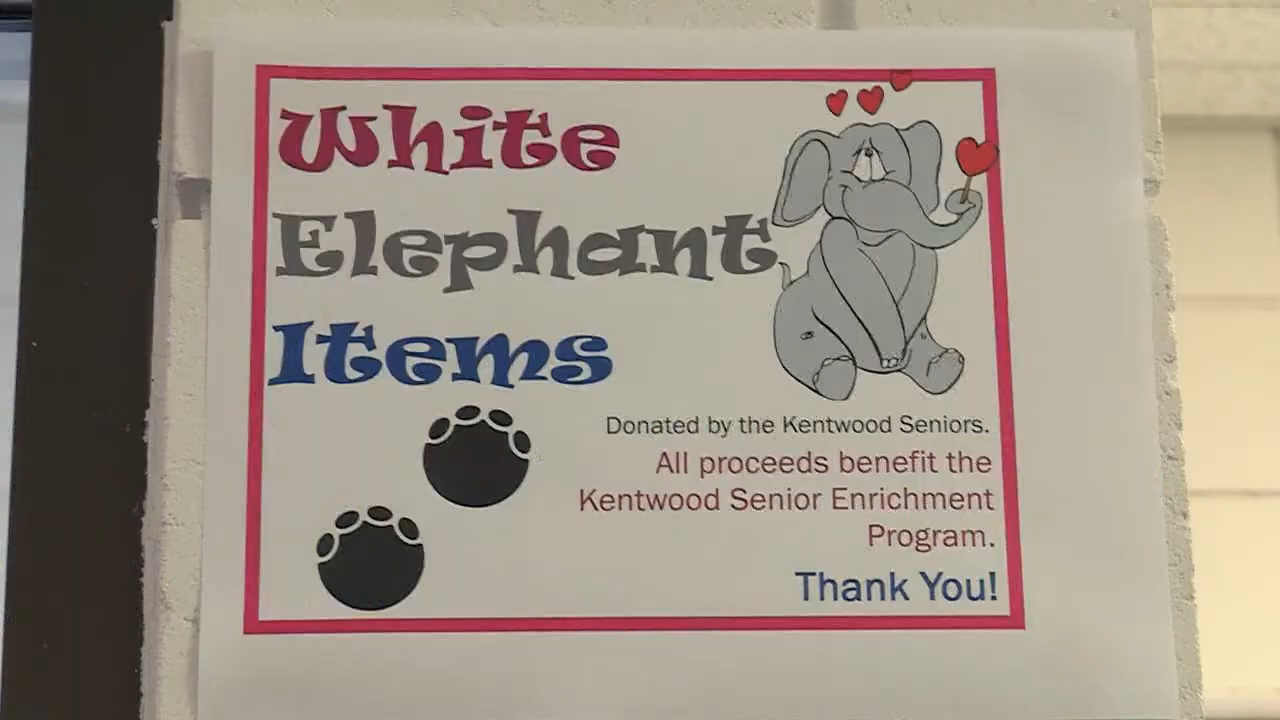 White
Elephant
Items
Donated by the Kentwood Seniors.
All proceeds benefit the
Kentwood Senior Enrichment
Program.
Thank You!